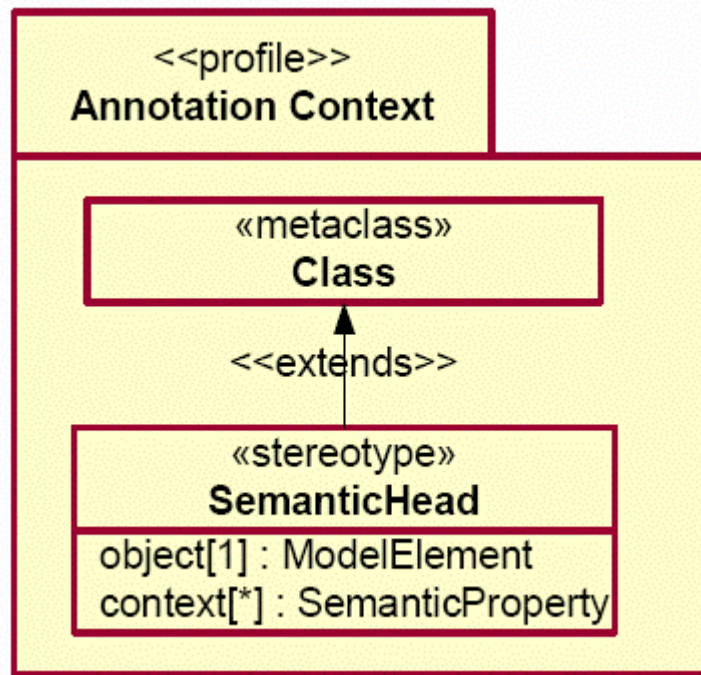 <<profile>>
Annotation Context
«metaclass»
Class
<<extends>>
«stereotype»
SemanticHead
object[1] : ModelElement
context[*] : SemanticProperty